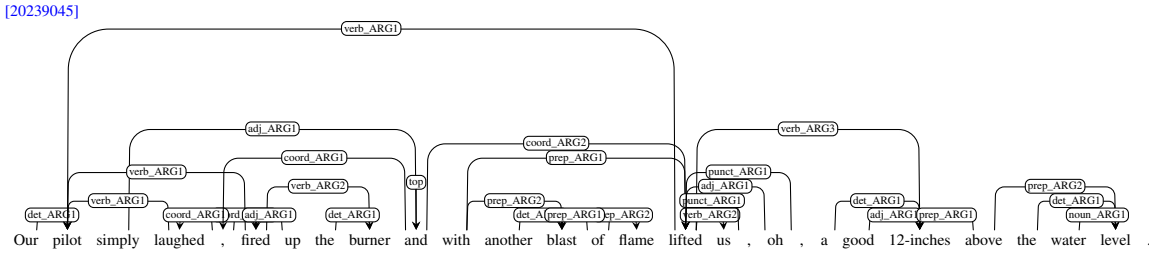 [20239045]
verb_ARG1
adj_ARG1 verb_ARG3
coord_ARG2
coord_ARG1 prep_ARG1
verb_ARG1 punct_ARG1
top
verb_ARG2 adj_ARG1 prep_ARG2
verb_ARG1 prep_ARG2 punct_ARG1 det_ARG1 det_ARG1
det_ARG1 coord_ARG1 adj_ARG1 det_ARG1 prep_ARG1 verb_ARG2 prep_ARG1 noun_ARG1
Our pilot simply laughed , fired up the burner and with another blast of flame lifted us , oh , a good 12-inches above the water level .